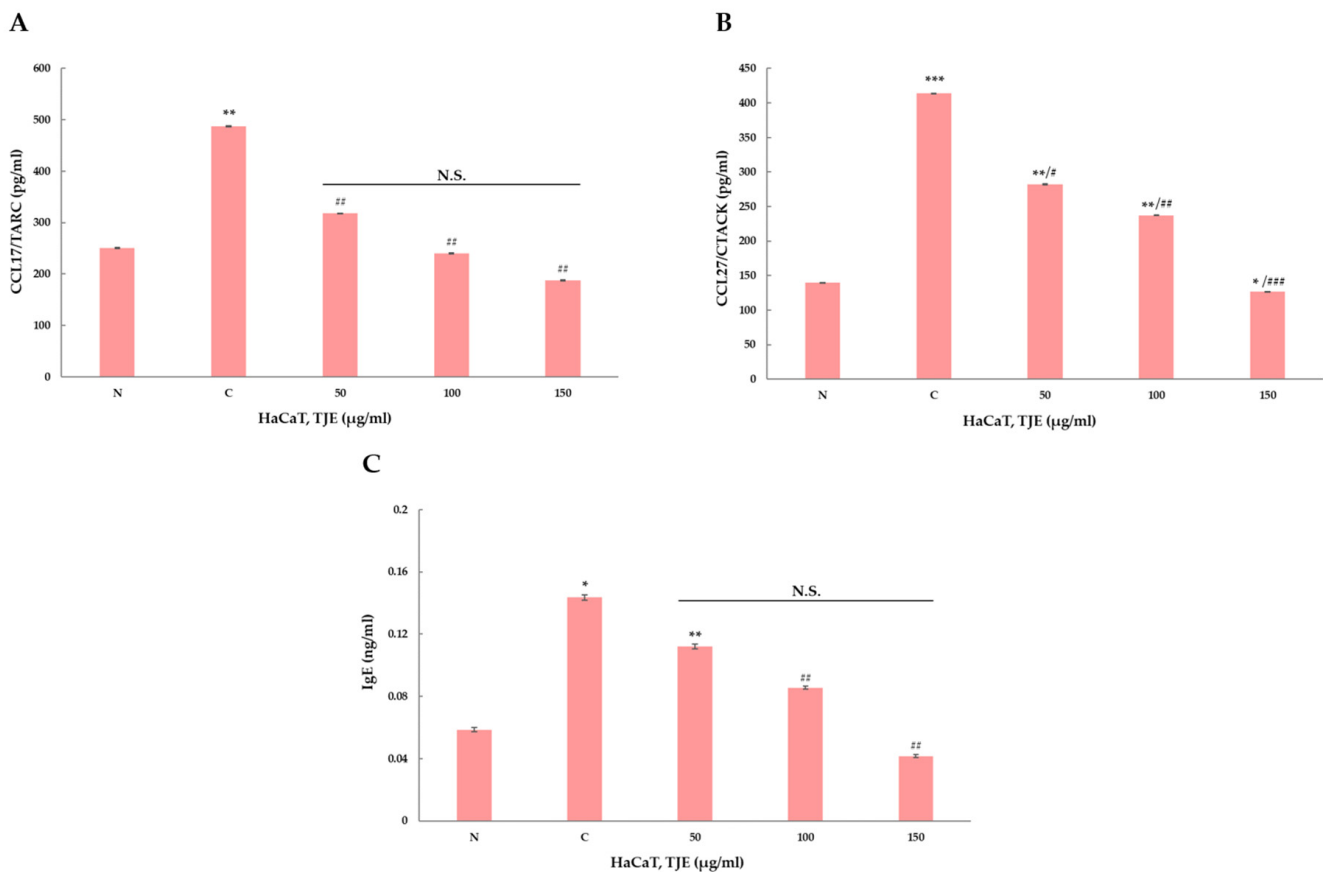 A
CCL17/TARC (pg/ml)
600
500
400
300
200
100
0
**
##
##
##
N.S.
N C 50 100 150
HaCaT, TJE (µg/ml)
B
CCL27/CTACK (pg/ml)
450
400
350
300
250
200
150
100
50
0
***
**/#
**/##
* /###
N C 50 100 150
HaCaT, TJE (µg/ml)
C
IgE (ng/ml)
0.2
0.16
0.12
0.08
0.04
0
*
**
##
##
N.S.
N C 50 100 150
HaCaT, TJE (µg/ml)